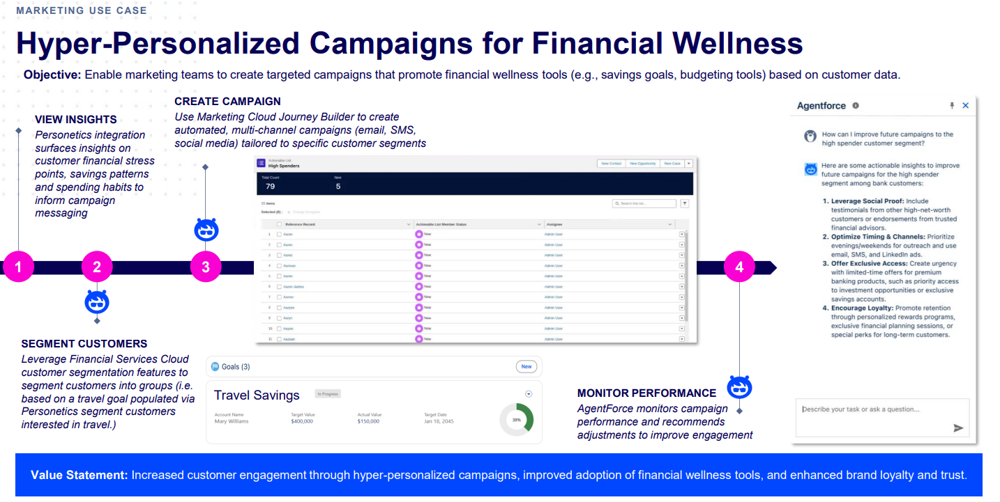 MARKETING USE CASE
Hyper-Personalized Campaigns for Financial Wellness
Objective: Enable marketing teams to create targeted campaigns that promote financial wellness tools (e.g., savings goals, budgeting tools) based on customer data.
VIEW INSIGHTS
Personetics integration
surfaces insights on
customer financial stress
points, savings patterns
and spending habits to
inform campaign
messaging
CREATE CAMPAIGN
Use Marketing Cloud Journey Builder to create
automated, multi-channel campaigns (email, SMS,
social media) tailored to specific customer segments
1
2
3
4
SEGMENT CUSTOMERS
Leverage Financial Services Cloud
customer segmentation features to
segment customers into groups (i.e.
based on a travel goal populated via
Personetics segment customers
interested in travel.)
Actionable List
High Spenders
New Contact
New Opportunity
New Case
Total Count
New
79
5
15 items
Search this list...
Selected (0):
Change Assignee
Reference Record
Actionable List Member Status
Assignee
1 Aaran New Admin User
2 Aaren New Admin User
3 New Admin User
4 New Admin User
5 Aaron New Admin User
6 Aaron-James New Admin User
7 New Admin User
8 Aaryan New Admin User
9 Aaryn New Admin User
10 Aayan New Admin User
11 New Admin User
Goals (3)
New
Travel Savings
In Progress
Account Name
Target Value
Actual Value
Target Date
Mary Williams
$400,000
$150,000
Jan 18, 2045
38%
MONITOR PERFORMANCE
AgentForce monitors campaign
performance and recommends
adjustments to improve engagement
Agentforce
How can I improve future campaigns to the
high spender customer segment?
Here are some actionable insights to improve
future campaigns for the high spender
segment among bank customers:
1. Leverage Social Proof: Include
testimonials from other high-net-worth
customers or endorsements from trusted
financial advisors.
2. Optimize Timing & Channels: Prioritize
evenings/weekends for outreach and use
email, SMS, and LinkedIn ads.
3. Offer Exclusive Access: Create urgency
with limited-time offers for premium
banking products, such as priority access
to investment opportunities or exclusive
savings accounts.
4. Encourage Loyalty: Promote retention
through personalized rewards programs,
exclusive financial planning sessions, or
special perks for long-term customers.
Describe your task or ask a question...
Value Statement: Increased customer engagement through hyper-personalized campaigns, improved adoption of financial wellness tools, and enhanced brand loyalty and trust.